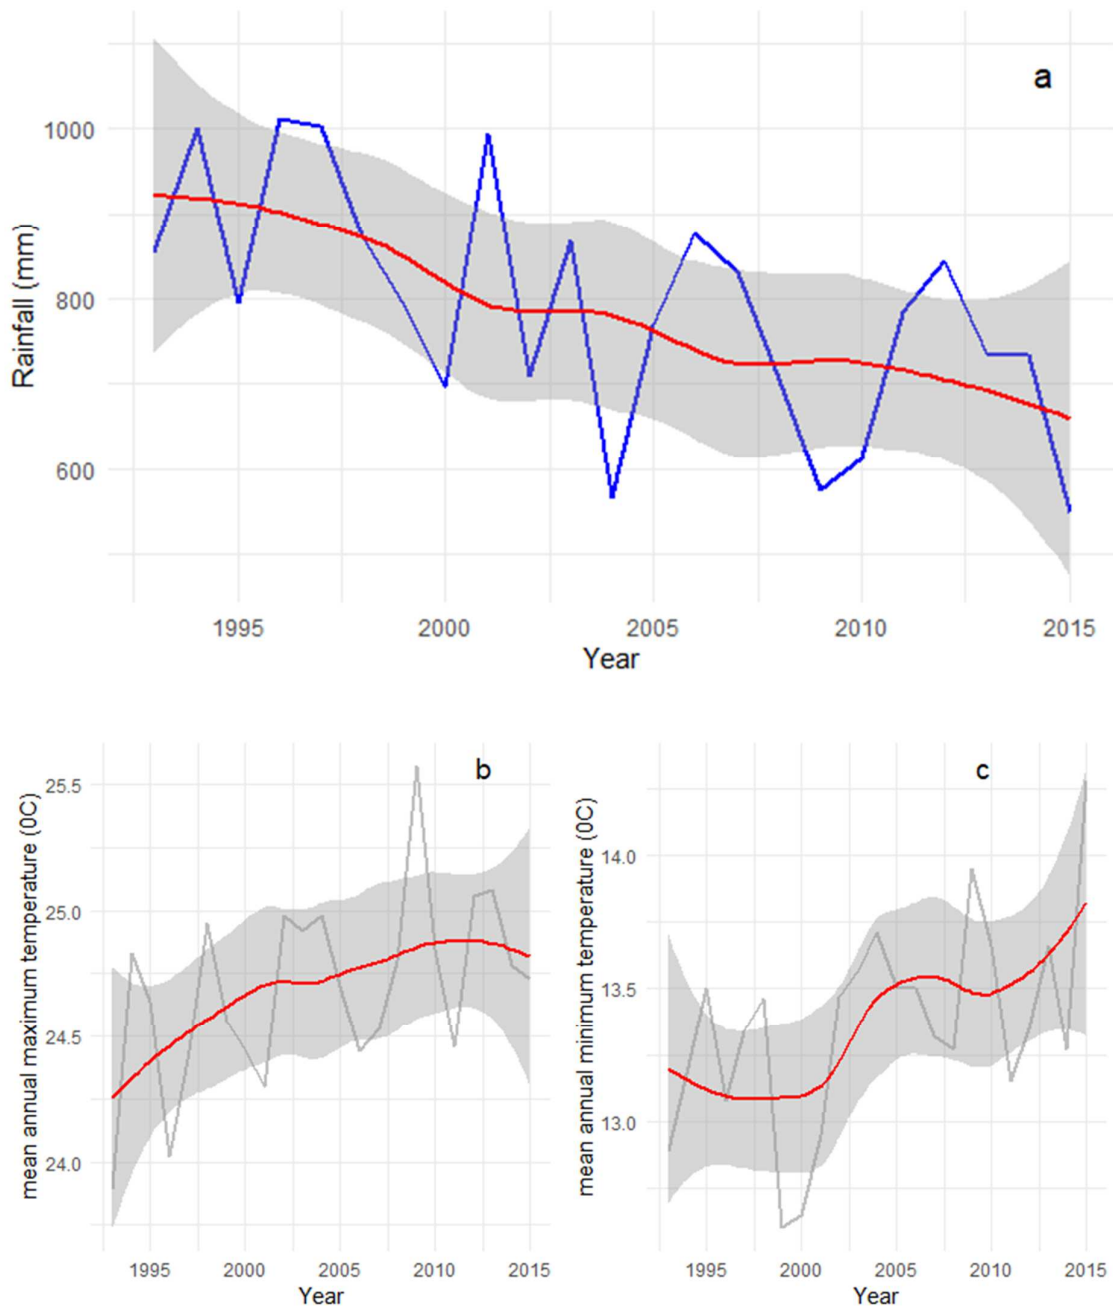 a
1000
800
600
Rainfall (mm)
1995 2000 2005 2010 2015
Year
b
25.5
25.0
24.5
24.0
mean annual maximum temperature (0C)
1995 2000 2005 2010 2015
Year
c
14.0
13.5
13.0
mean annual minimum temperature (0C)
1995 2000 2005 2010 2015
Year